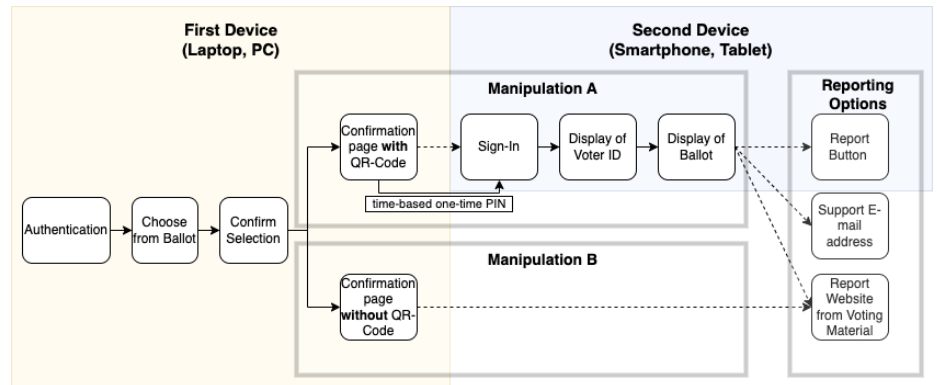 First Device
(Laptop, PC)
Second Device
(Smartphone, Tablet)
Manipulation A
Reporting
Options
Confirmation
page with
QR-Code
Sign-In
Display of
Voter ID
Display of
Ballot
Report
Button
time-based one-time PIN
Authentication
Choose
from Ballot
Confirm
Selection
Support E-
mail
address
Manipulation B
Confirmation
page
without QR-
Code
Report
Website
from Voting
Material